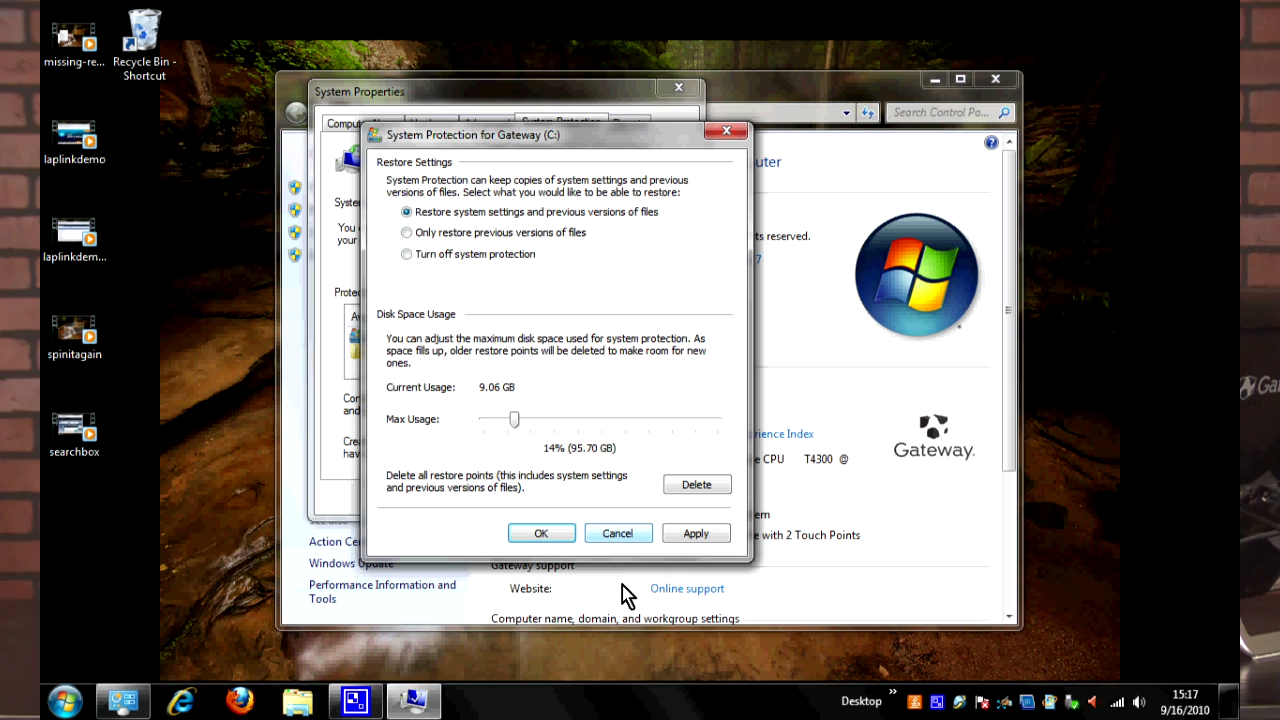 missing-re...
Recycle Bin -
Shortcut
laplinkdemo
laplinkdem...
spinitagain
searchbox
System Properties
Search Control Pa...
System Protection for Gateway (C:)
Restore Settings
System Protection can keep copies of system settings and previous
versions of files. Select what you would like to be able to restore:
Restore system settings and previous versions of files
Only restore previous versions of files
Turn off system protection
Disk Space Usage
You can adjust the maximum disk space used for system protection. As
space fills up, older restore points will be deleted to make room for new
ones.
Current Usage: 9.06 GB
Max Usage:
14% (95.70 GB)
Delete all restore points (this includes system settings
and previous versions of files).
Delete
OK
Cancel
Apply
uter
ts reserved.
7
Gateway.
erience Index
e CPU T4300 @
em
e with 2 Touch Points
Action Ce
Windows Update
Performance Information and
Tools
Gateway support
Website: Online support
Computer name, domain, and workgroup settings
Desktop
15:17
9/16/2010